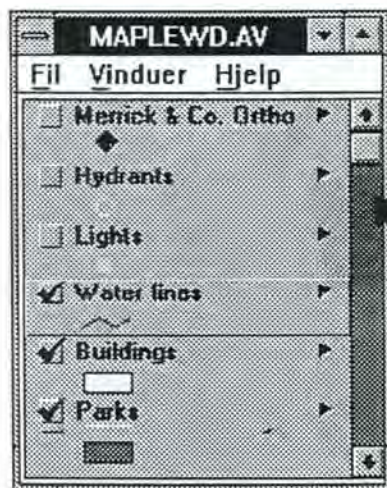 MAPLEWD.AV
Fil Vinduer Hjelp
Merrick & Co. Ortho
Hydrants
Lights
Water lines
Buildings
Parks